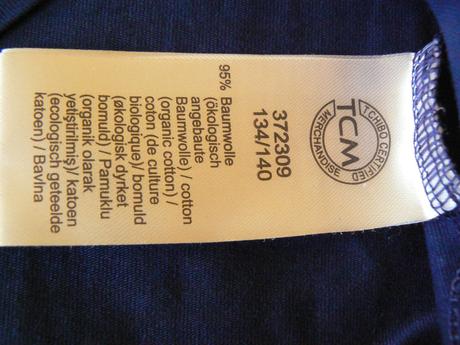 TCHIBO CERTIFIED
TCM
MERCHANDISE
372309
134/140
95% Baumwolle
(ökologisch
angebaute
Baumwolle) / cotton
(organic cotton) /
coton (de culture
biologique)/ bomuld
(økologisk dyrket
bomuld) / Pamuklu
(organik olarak
yetiştirilmiş)/ katoen
(ecologisch geteelde
katoen) / Bavlna